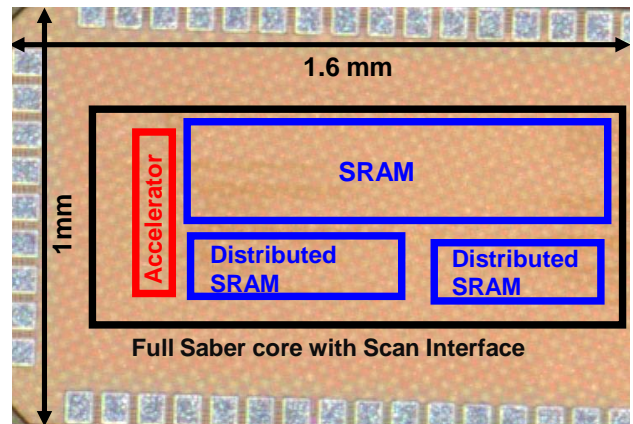 1.6 mm
1mm
Accelerator
SRAM
Distributed
SRAM
Distributed
SRAM
Full Saber core with Scan Interface